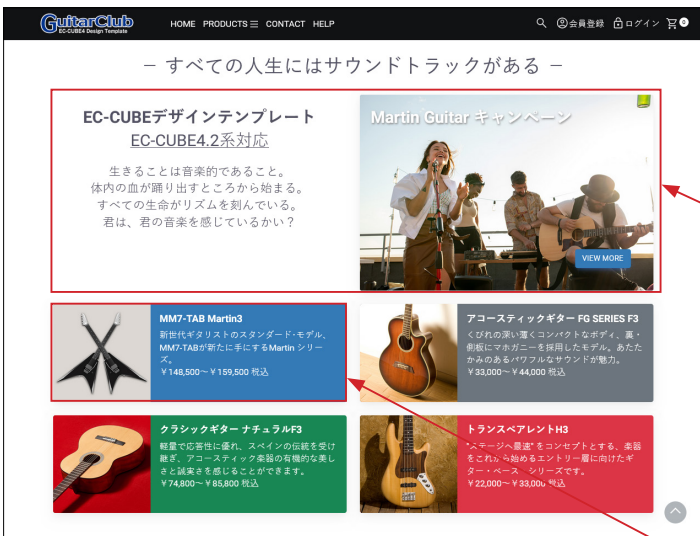 GuitarClub
EC-CUBE4 Design Template
HOME PRODUCTS CONTACT HELP
会員登録 ログイン 0
− すべての人生にはサウンドトラックがある −
EC-CUBEデザインテンプレート
EC-CUBE4.2系対応
生きることは音楽的であること。
体内の血が踊り出すところから始まる。
すべての生命がリズムを刻んでいる。
君は、君の音楽を感じているかい？
Martin Guitar キャンペーン
VIEW MORE
MM7-TAB Martin3
新世代ギタリストのスタンダード･モデル、
MM7-TABが新たに手にするMartin シリー
ズ。
￥148,500～￥159,500 税込
アコースティックギター FG SERIES F3
くびれの深い薄くコンパクトなボディ、裏・
側板にマホガニーを採用したモデル。あたた
かみのあるパワフルなサウンドが魅力。
￥33,000～￥44,000 税込
クラシックギター ナチュラルF3
軽量で応答性に優れ、スペインの伝統を受け
継ぎ、アコースティック楽器の有機的な美し
さと誠実さを感じることができます。
￥74,800～￥85,800 税込
トランスペアレントH3
"ステージへ最速" をコンセプトとする、楽器
をこれから始めるエントリー層に向けたギ
ター・ベース シリーズです。
￥22,000～￥33,000 税込